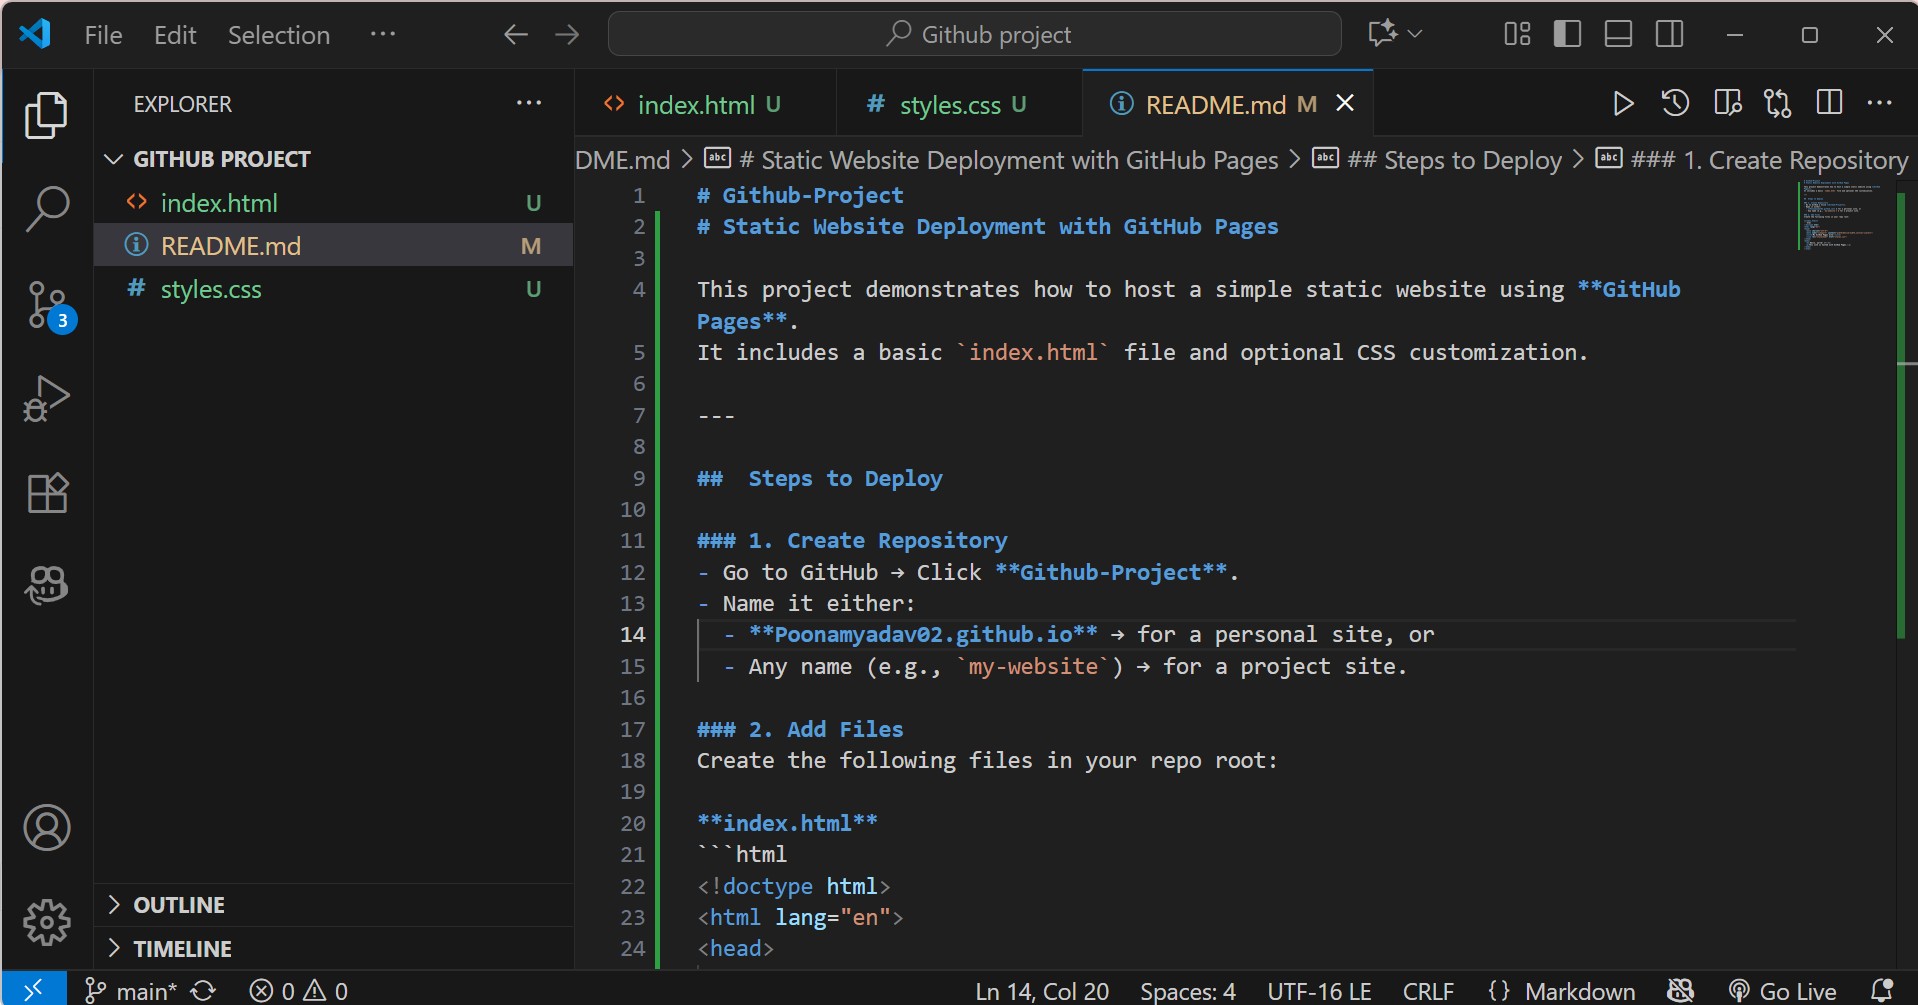 File Edit Selection ··· Github project
EXPLORER ···
GITHUB PROJECT
index.html U
README.md M
styles.css U
3
OUTLINE
TIMELINE
index.html U styles.css U README.md M
DME.md > # Static Website Deployment with GitHub Pages > ## Steps to Deploy > ### 1. Create Repository
1 # Github-Project
2 # Static Website Deployment with GitHub Pages
3
4 This project demonstrates how to host a simple static website using **GitHub
Pages**.
5 It includes a basic `index.html` file and optional CSS customization.
6
7 ---
8
9 ##  Steps to Deploy
10
11 ### 1. Create Repository
12 - Go to GitHub → Click **Github-Project**.
13 - Name it either:
14   - **Poonamyadav02.github.io** → for a personal site, or
15   - Any name (e.g., `my-website`) → for a project site.
16
17 ### 2. Add Files
18 Create the following files in your repo root:
19
20 **index.html**
21 ```html
22 <!doctype html>
23 <html lang="en">
24 <head>
main* 0 0 Ln 14, Col 20 Spaces: 4 UTF-16 LE CRLF {} Markdown Go Live